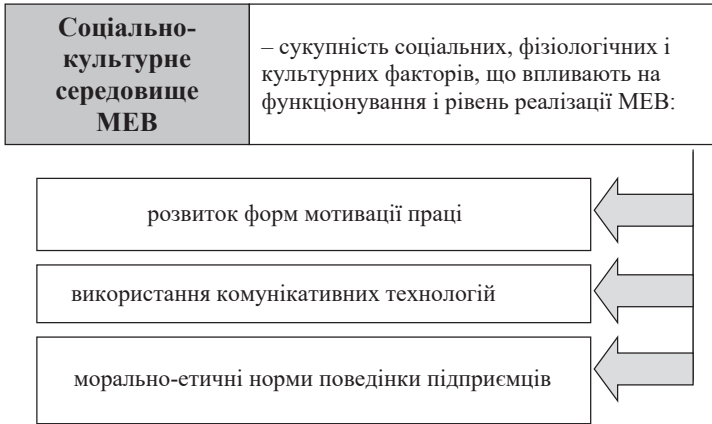 Соціально-
культурне
середовище
МЕВ
– сукупність соціальних, фізіологічних і
культурних факторів, що впливають на
функціонування і рівень реалізації МЕВ:
розвиток форм мотивації праці
використання комунікативних технологій
морально-етичні норми поведінки підприємців